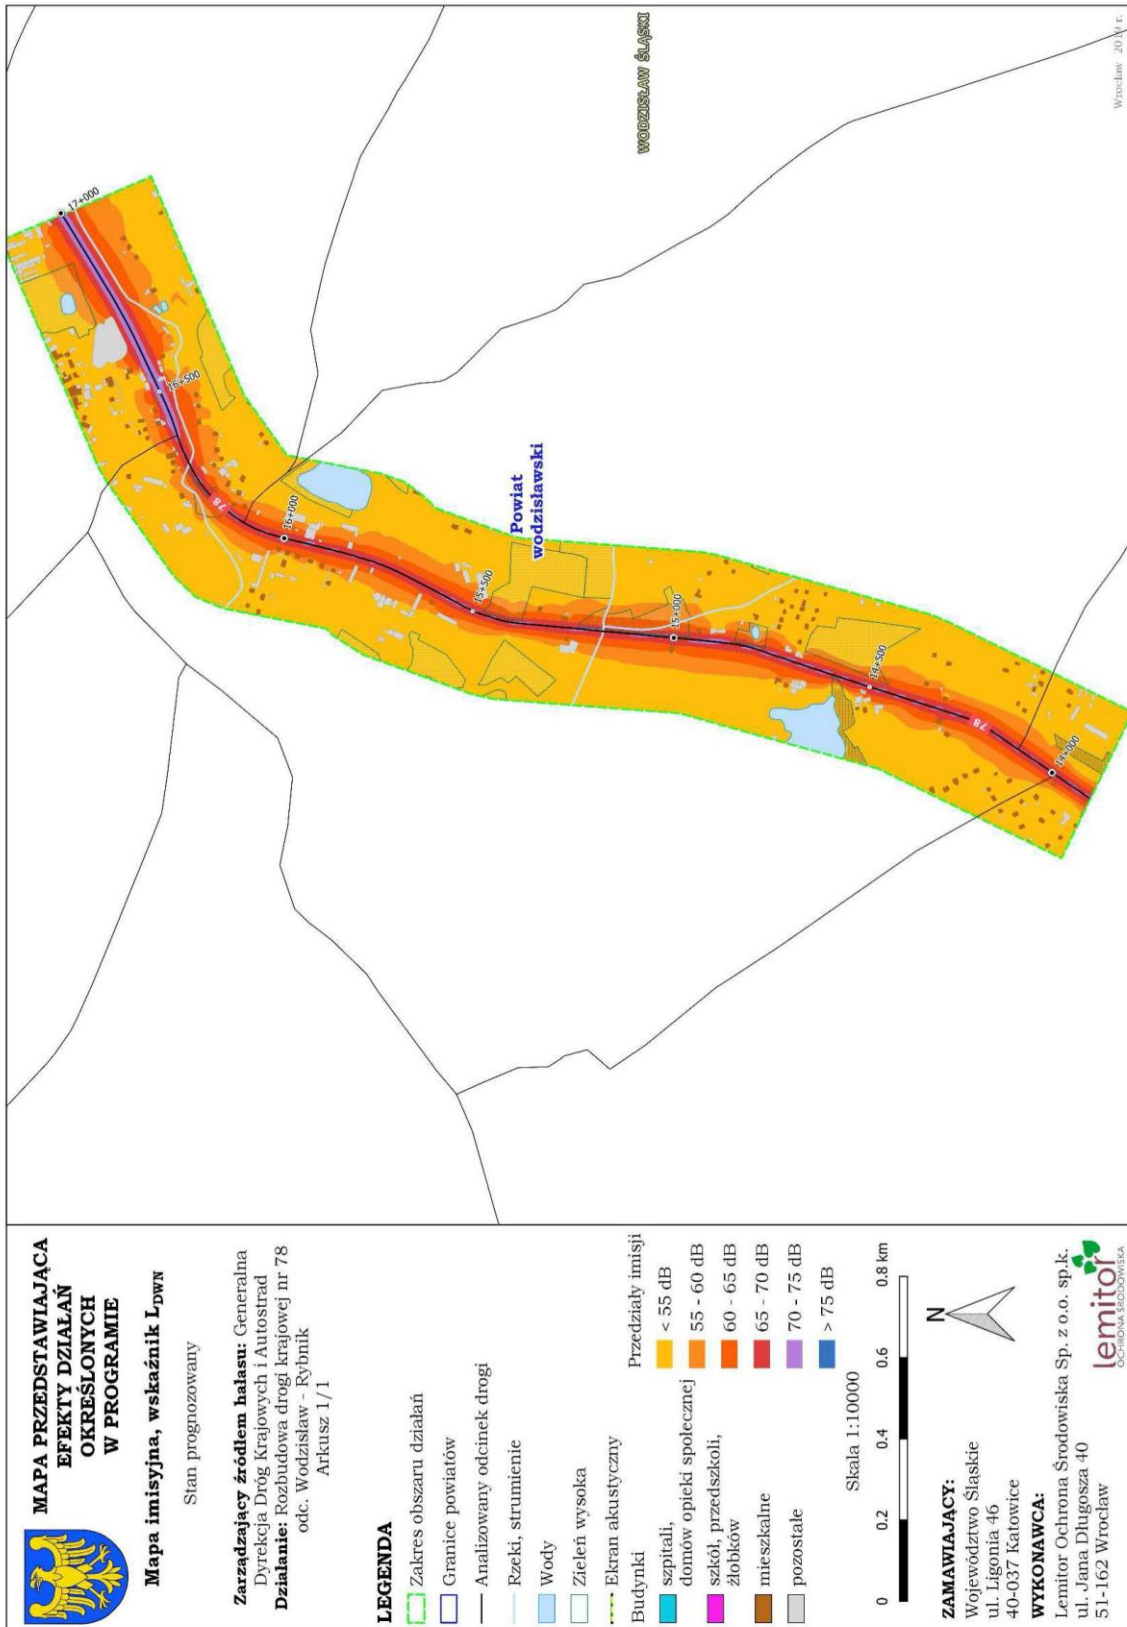 MAPA PRZEDSTAWIAJĄCA
EFEKTY DZIAŁAŃ
OKREŚLONYCH
W PROGRAMIE
Mapa imisyjna, wskaźnik LDWN
Stan prognozowany
Zarządzający źródłem hałasu: Generalna
Dyrekcja Dróg Krajowych i Autostrad
Działanie: Rozbudowa drogi krajowej nr 78
odc. Wodzisław - Rybnik
Arkusz 1/1
LEGENDA
Zakres obszaru działań
Granice powiatów
Analizowany odcinek drogi
Rzeki, strumienie
Wody
Zieleń wysoka
Ekran akustyczny
Budynki
szpitali,
domów opieki społecznej
szkół, przedszkoli,
żłobków
mieszkalne
pozostałe
Przedziały imisji
< 55 dB
55 - 60 dB
60 - 65 dB
65 - 70 dB
70 - 75 dB
> 75 dB
Skala 1:10000
0 0.2 0.4 0.6 0.8 km
N
ZAMAWIAJĄCY:
Województwo Śląskie
ul. Ligonia 46
40-037 Katowice
WYKONAWCA:
Lemitor Ochrona Środowiska Sp. z o.o. sp.k.
ul. Jana Długosza 40
51-162 Wrocław
lemitor
OCHRONA ŚRODOWISKA
17+000
16+500
78
16+000
15+500
15+000
14+500
78
14+000
Powiat
wodzisławski
WODZISŁAW ŚLĄSKI
Wrocław 2019 r.